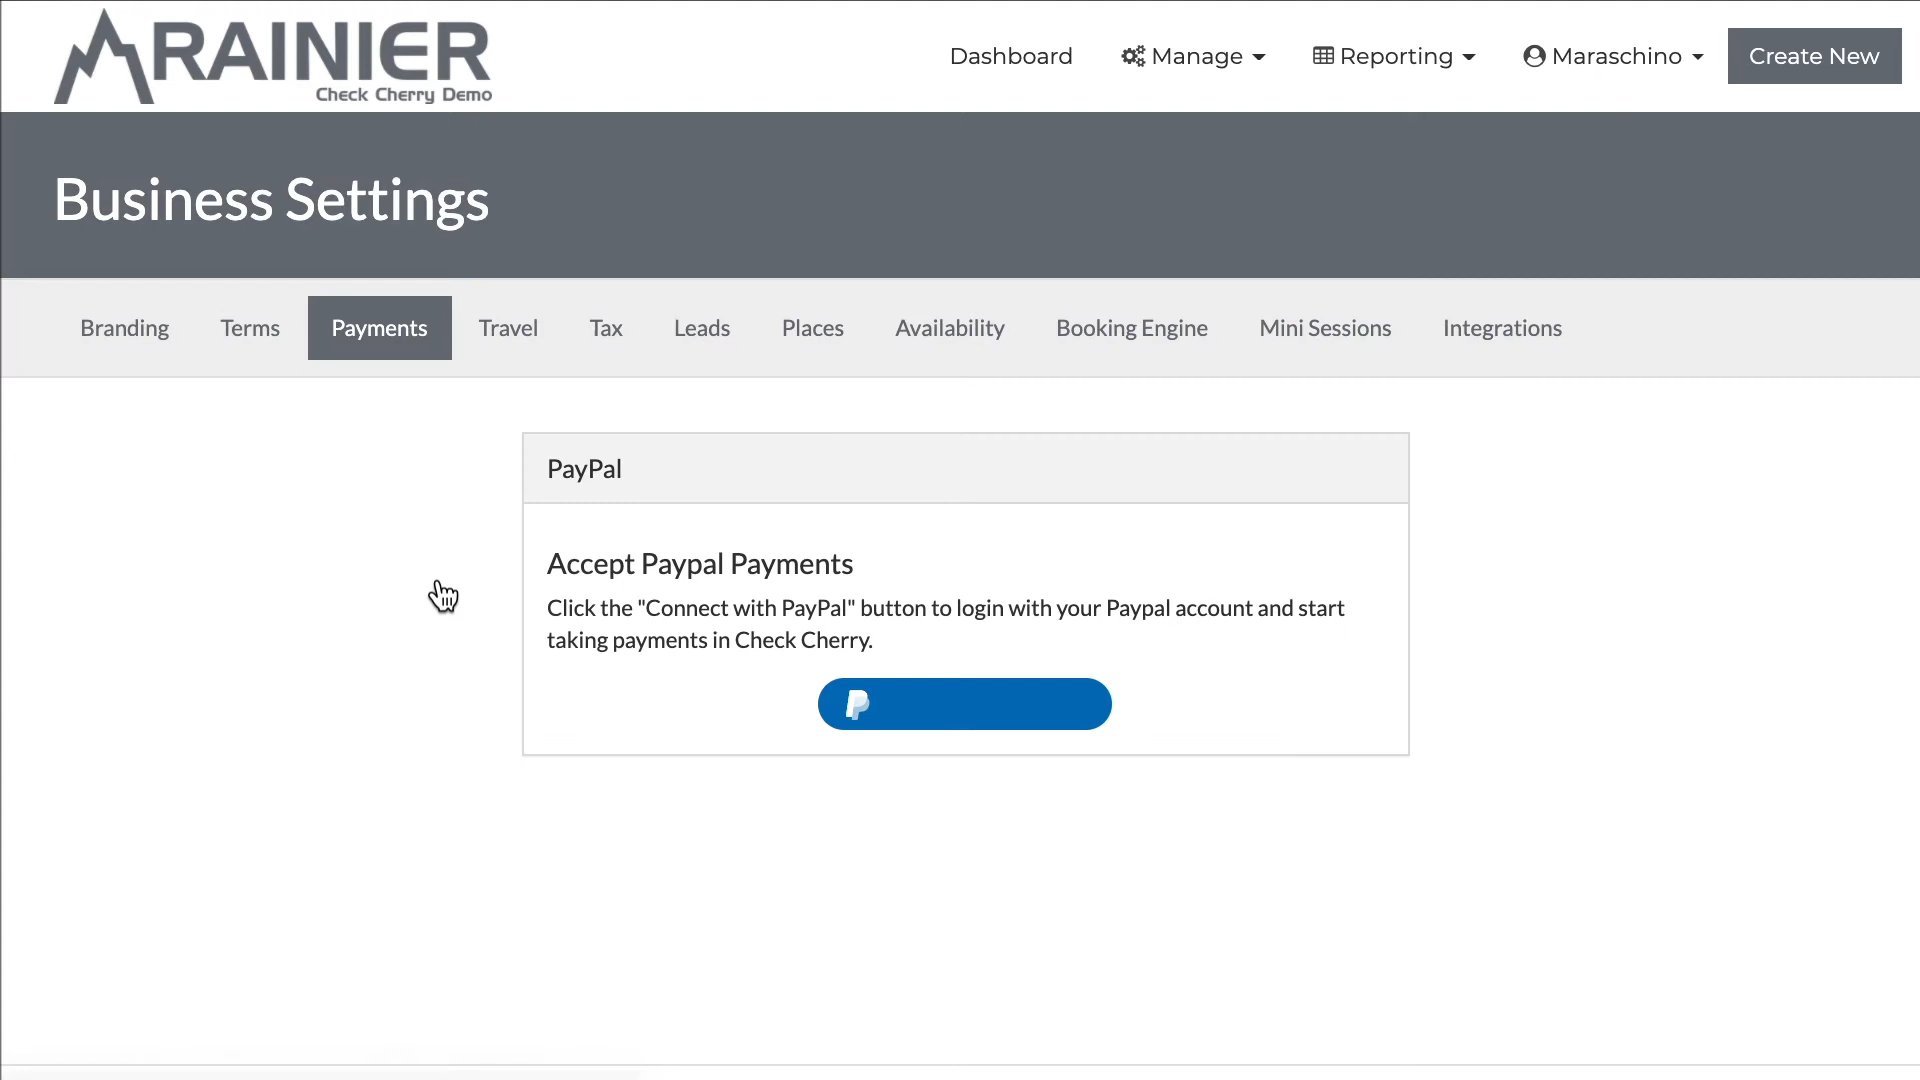 RAINIER
Check Cherry Demo
Dashboard
Manage
Reporting
Maraschino
Create New
Business Settings
Branding
Terms
Payments
Travel
Tax
Leads
Places
Availability
Booking Engine
Mini Sessions
Integrations
PayPal
Accept Paypal Payments
Click the "Connect with PayPal" button to login with your Paypal account and start
taking payments in Check Cherry.